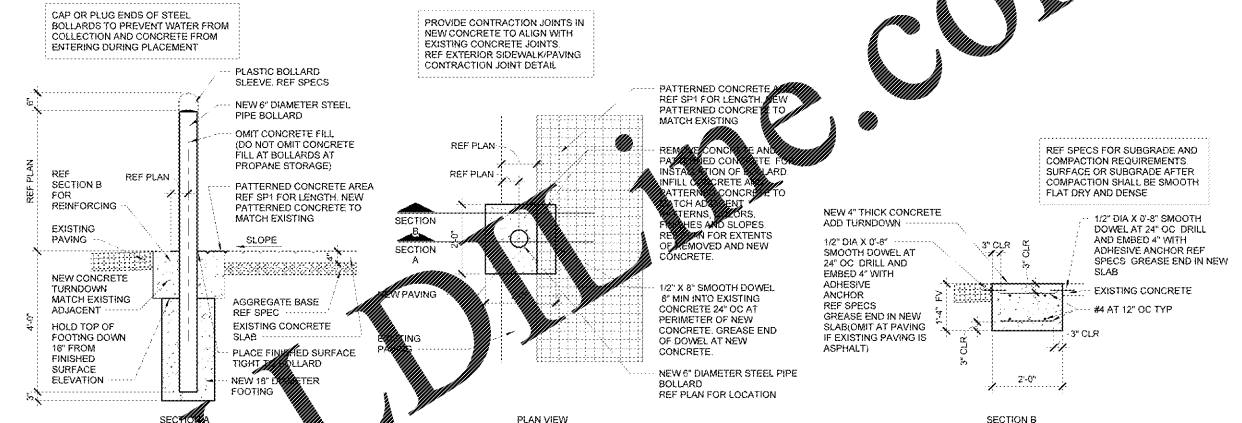 CAP OR PLUG ENDS OF STEEL
BOLLARDS TO PREVENT WATER FROM
COLLECTION AND CONCRETE FROM
ENTERING DURING PLACEMENT
PLASTIC BOLLARD
SLEEVE. REF SPECS
NEW 6" DIAMETER STEEL
PIPE BOLLARD
OMIT CONCRETE FILL
(DO NOT OMIT CONCRETE
FILL AT BOLLARDS AT
PROPANE STORAGE)
PATTERNED CONCRETE AREA
REF SP1 FOR LENGTH. NEW
PATTERNED CONCRETE TO
MATCH EXISTING
SLOPE
6"
REF PLAN
4'-0"
3"
REF
SECTION B
FOR
REINFORCING
REF PLAN
EXISTING
PAVING
NEW CONCRETE
TURNDOWN
MATCH EXISTING
ADJACENT
HOLD TOP OF
FOOTING DOWN
16" FROM
FINISHED
SURFACE
ELEVATION
AGGREGATE BASE
REF SPEC
EXISTING CONCRETE
SLAB
PLACE FINISHED SURFACE
TIGHT TO BOLLARD
NEW 18" DIAMETER
FOOTING
SECTION A
PROVIDE CONTRACTION JOINTS IN
NEW CONCRETE TO ALIGN WITH
EXISTING CONCRETE JOINTS.
REF EXTERIOR SIDEWALK/PAVING
CONTRACTION JOINT DETAIL
REF PLAN
REF PLAN
SECTION
B
SECTION
A
2'-0"
NEW PAVING
EXISTING
PAVING
PATTERNED CONCRETE AREA
REF SP1 FOR LENGTH. NEW
PATTERNED CONCRETE TO
MATCH EXISTING
REMOVE CONCRETE AND
PATTERNED CONCRETE FOR
INSTALLATION OF BOLLARD.
INFILL CONCRETE AND
PATTERNED CONCRETE TO
MATCH ADJACENT
PATTERNS, COLORS,
FINISHES AND SLOPES
REF PLAN FOR EXTENTS
OF REMOVED AND NEW
CONCRETE.
1/2" X 8" SMOOTH DOWEL
6" MIN INTO EXISTING
CONCRETE 24" OC AT
PERIMETER OF NEW
CONCRETE. GREASE END
OF DOWEL AT NEW
CONCRETE.
NEW 6" DIAMETER STEEL PIPE
BOLLARD
REF PLAN FOR LOCATION
PLAN VIEW
REF SPECS FOR SUBGRADE AND
COMPACTION REQUIREMENTS
SURFACE OR SUBGRADE AFTER
COMPACTION SHALL BE SMOOTH
FLAT DRY AND DENSE
NEW 4" THICK CONCRETE
ADD TURNDOWN
1/2" DIA X 0'-8"
SMOOTH DOWEL AT
24" OC DRILL AND
EMBED 4" WITH
ADHESIVE
ANCHOR
REF SPECS
GREASE END IN NEW
SLAB(OMIT AT PAVING
IF EXISTING PAVING IS
ASPHALT)
3" CLR
3" CLR
1/2" DIA X 0'-8" SMOOTH
DOWEL AT 24" OC DRILL
AND EMBED 4" WITH
ADHESIVE ANCHOR REF
SPECS GREASE END IN NEW
SLAB
EXISTING CONCRETE
#4 AT 12" OC TYP
1'-4" FV
3" CLR
3" CLR
2'-0"
SECTION B
LDILine.com